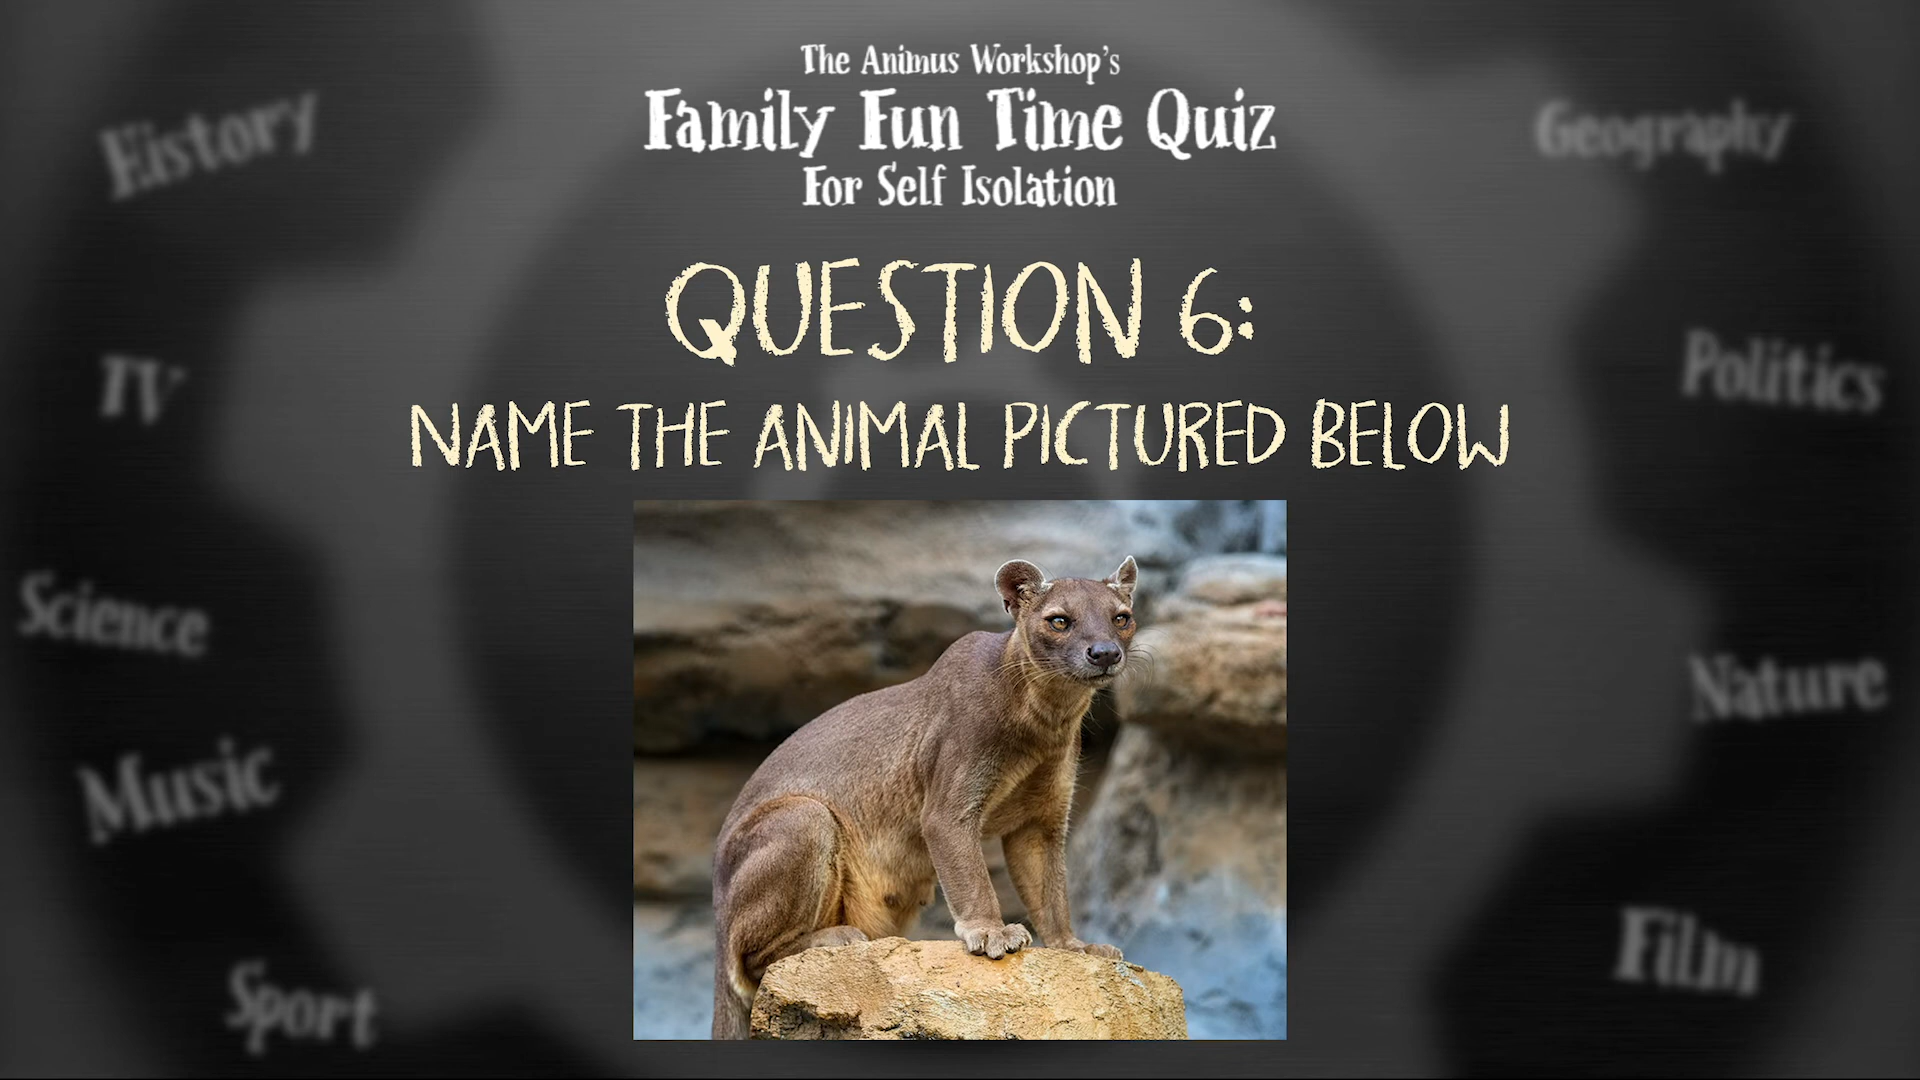 The Animus Workshop's
Family Fun Time Quiz
For Self Isolation
History
Geography
QUESTION 6:
TV
Politics
NAME THE ANIMAL PICTURED BELOW
Science
Nature
Music
Film
Sport